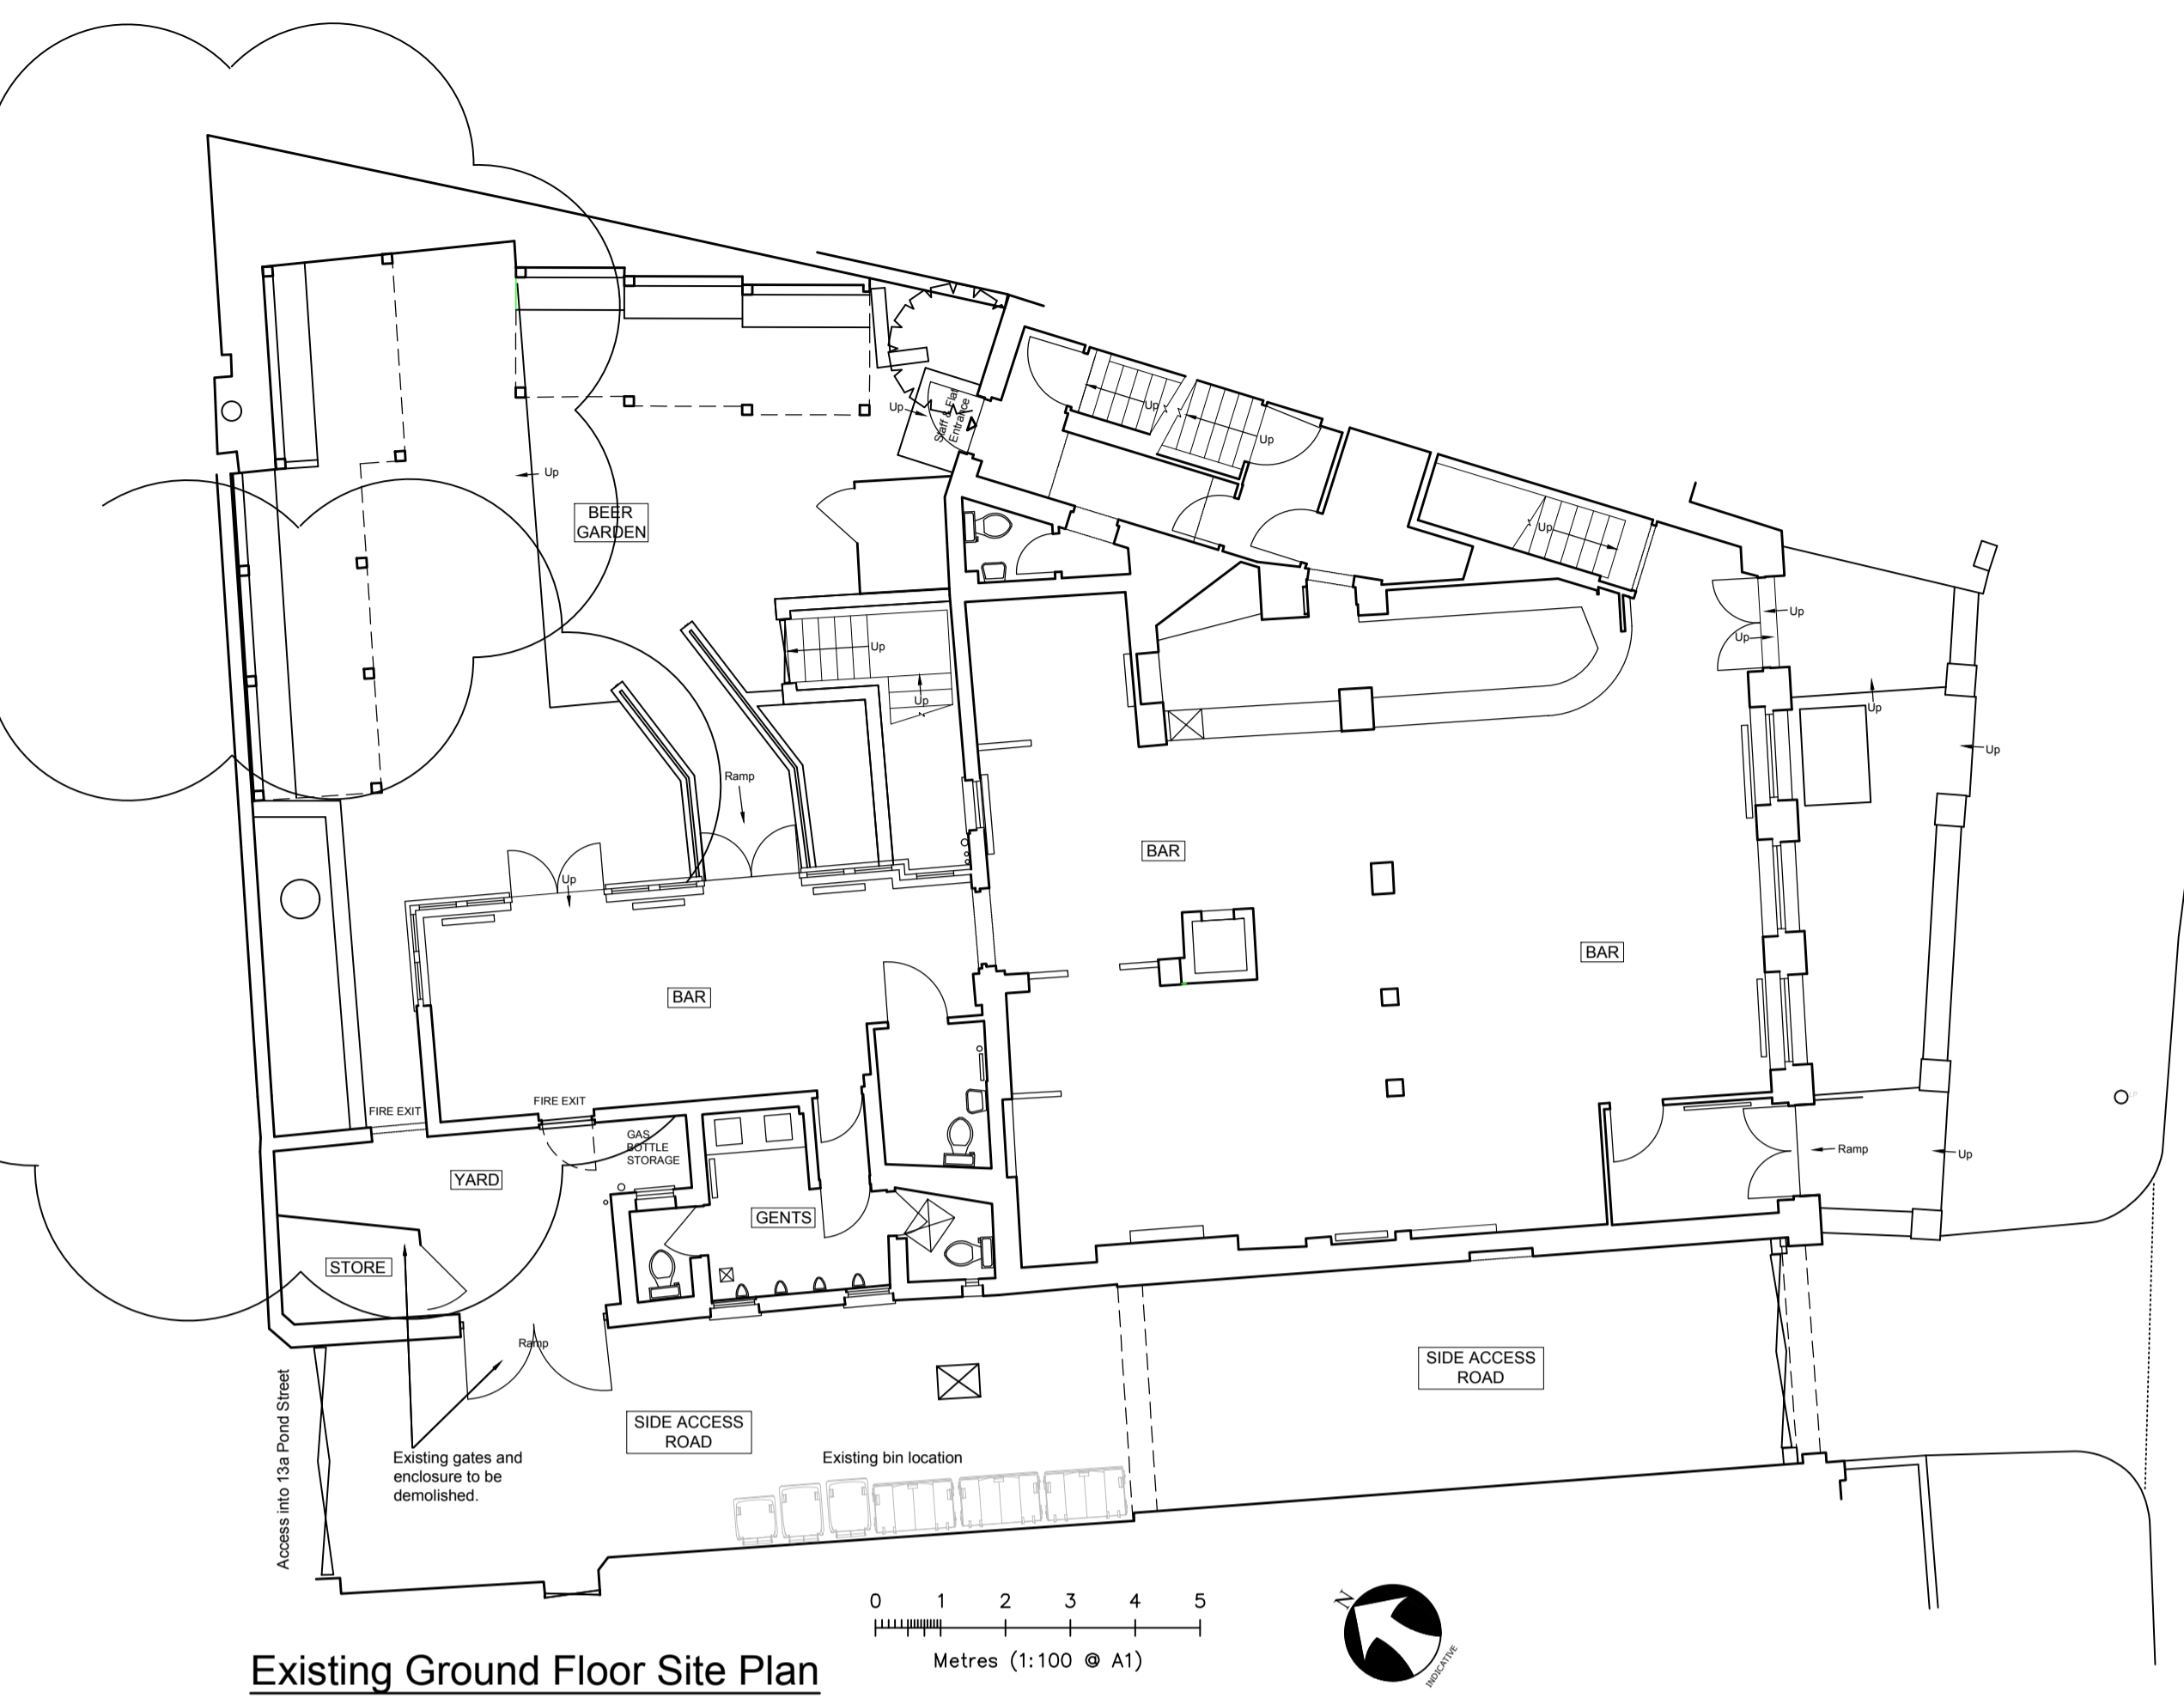 Up
Up
Up
Staff & Flat
Entrance
Up
BEER
GARDEN
Up
Up
Up
Up
Up
Up
Up
Up
Ramp
BAR
Up
BAR
BAR
FIRE EXIT
FIRE EXIT
GAS
BOTTLE
STORAGE
Ramp
Up
YARD
GENTS
STORE
Ramp
SIDE ACCESS
ROAD
SIDE ACCESS
ROAD
Access into 13a Pond Street
Existing gates and
enclosure to be
demolished.
Existing bin location
0 1 2 3 4 5
Metres (1:100 @ A1)
N
INDICATIVE
Existing Ground Floor Site Plan